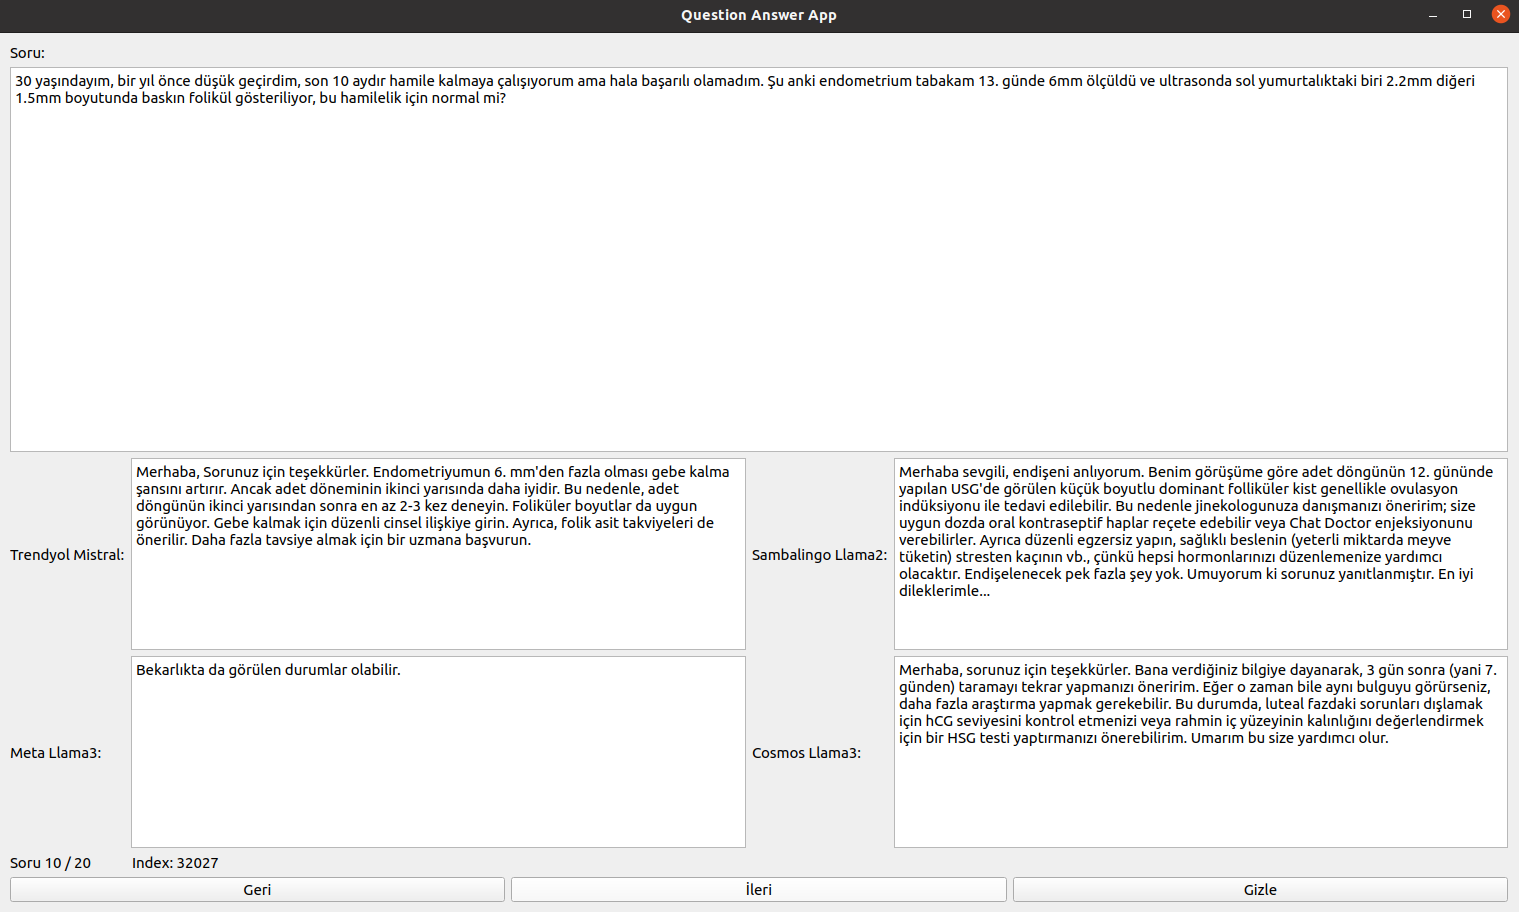 Question Answer App
Soru:
30 yaşındayım, bir yıl önce düşük geçirdim, son 10 aydır hamile kalmaya çalışıyorum ama hala başarılı olamadım. Şu anki endometrium tabakam 13. günde 6mm ölçüldü ve ultrasonda sol yumurtalıktaki biri 2.2mm diğeri
1.5mm boyutunda baskın folikül gösteriliyor, bu hamilelik için normal mi?
Trendyol Mistral:
Merhaba, Sorunuz için teşekkürler. Endometriyumun 6. mm'den fazla olması gebe kalma
şansını artırır. Ancak adet döneminin ikinci yarısında daha iyidir. Bu nedenle, adet
döngünün ikinci yarısından sonra en az 2-3 kez deneyin. Foliküler boyutlar da uygun
görünüyor. Gebe kalmak için düzenli cinsel ilişkiye girin. Ayrıca, folik asit takviyeleri de
önerilir. Daha fazla tavsiye almak için bir uzmana başvurun.
Sambalingo Llama2:
Merhaba sevgili, endişeni anlıyorum. Benim görüşüme göre adet döngünün 12. gününde
yapılan USG'de görülen küçük boyutlu dominant folliküler kist genellikle ovulasyon
indüksiyonu ile tedavi edilebilir. Bu nedenle jinekologunuza danışmanızı öneririm; size
uygun dozda oral kontraseptif haplar reçete edebilir veya Chat Doctor enjeksiyonunu
verebilirler. Ayrıca düzenli egzersiz yapın, sağlıklı beslenin (yeterli miktarda meyve
tüketin) stresten kaçının vb., çünkü hepsi hormonlarınızı düzenlemenize yardımcı
olacaktır. Endişelenecek pek fazla şey yok. Umuyorum ki sorunuz yanıtlanmıştır. En iyi
dileklerimle...
Meta Llama3:
Bekarlıkta da görülen durumlar olabilir.
Cosmos Llama3:
Merhaba, sorunuz için teşekkürler. Bana verdiğiniz bilgiye dayanarak, 3 gün sonra (yani 7.
günden) taramayı tekrar yapmanızı öneririm. Eğer o zaman bile aynı bulguyu görürseniz,
daha fazla araştırma yapmak gerekebilir. Bu durumda, luteal fazdaki sorunları dışlamak
için hCG seviyesini kontrol etmenizi veya rahmin iç yüzeyinin kalınlığını değerlendirmek
için bir HSG testi yaptırmanızı önerebilirim. Umarım bu size yardımcı olur.
Soru 10 / 20
Index: 32027
Geri
İleri
Gizle